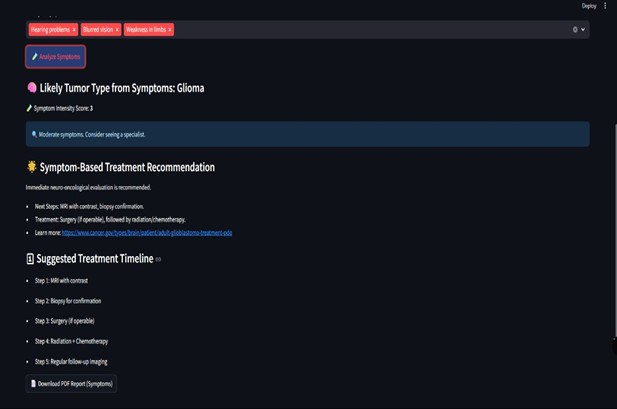 Deploy
Hearing problems × Blurred vision × Weakness in limbs ×
Analyze Symptoms
Likely Tumor Type from Symptoms: Glioma
Symptom Intensity Score: 3
Moderate symptoms. Consider seeing a specialist.
Symptom-Based Treatment Recommendation
Immediate neuro-oncological evaluation is recommended.
• Next Steps: MRI with contrast, biopsy confirmation.
• Treatment: Surgery (if operable), followed by radiation/chemotherapy.
• Learn more: https://www.cancer.gov/types/brain/patient/adult-glioblastoma-treatment-pdq
Suggested Treatment Timeline
• Step 1: MRI with contrast
• Step 2: Biopsy for confirmation
• Step 3: Surgery (if operable)
• Step 4: Radiation + Chemotherapy
• Step 5: Regular follow-up imaging
Download PDF Report (Symptoms)